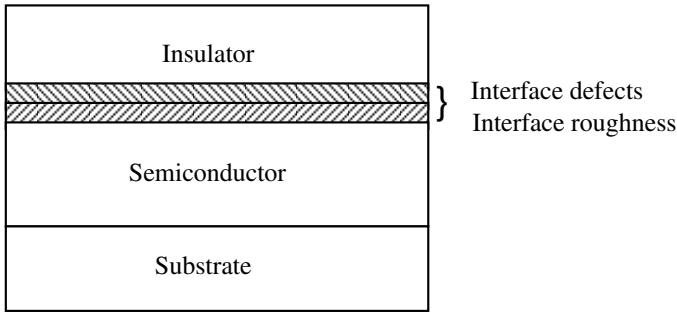 Insulator
Interface defects
Interface roughness
Semiconductor
Substrate